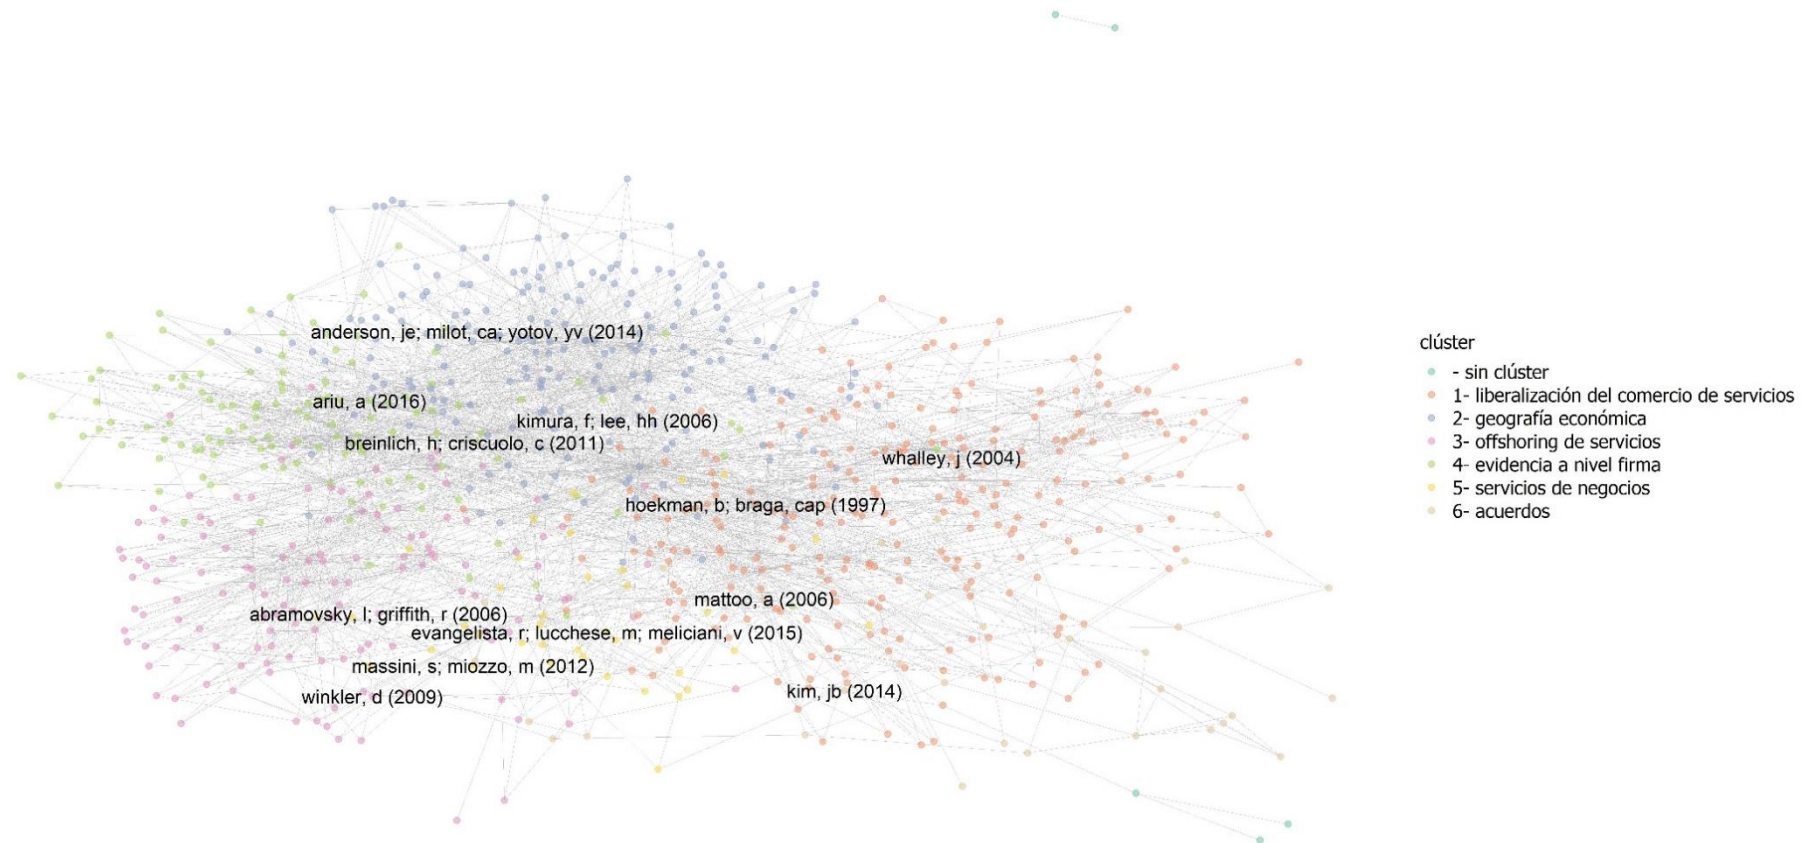 anderson, je; milot, ca; yotov, yv (2014)
ariu, a (2016)
kimura, f; lee, hh (2006)
breinlich, h; criscuolo, c (2011)
whalley, j (2004)
hoekman, b; braga, cap (1997)
mattoo, a (2006)
abramovsky, l; griffith, r (2006)
evangelista, r; lucchese, m; meliciani, v (2015)
massini, s; miozzo, m (2012)
kim, jb (2014)
winkler, d (2009)
clúster
- sin clúster
1- liberalización del comercio de servicios
2- geografía económica
3- offshoring de servicios
4- evidencia a nivel firma
5- servicios de negocios
6- acuerdos